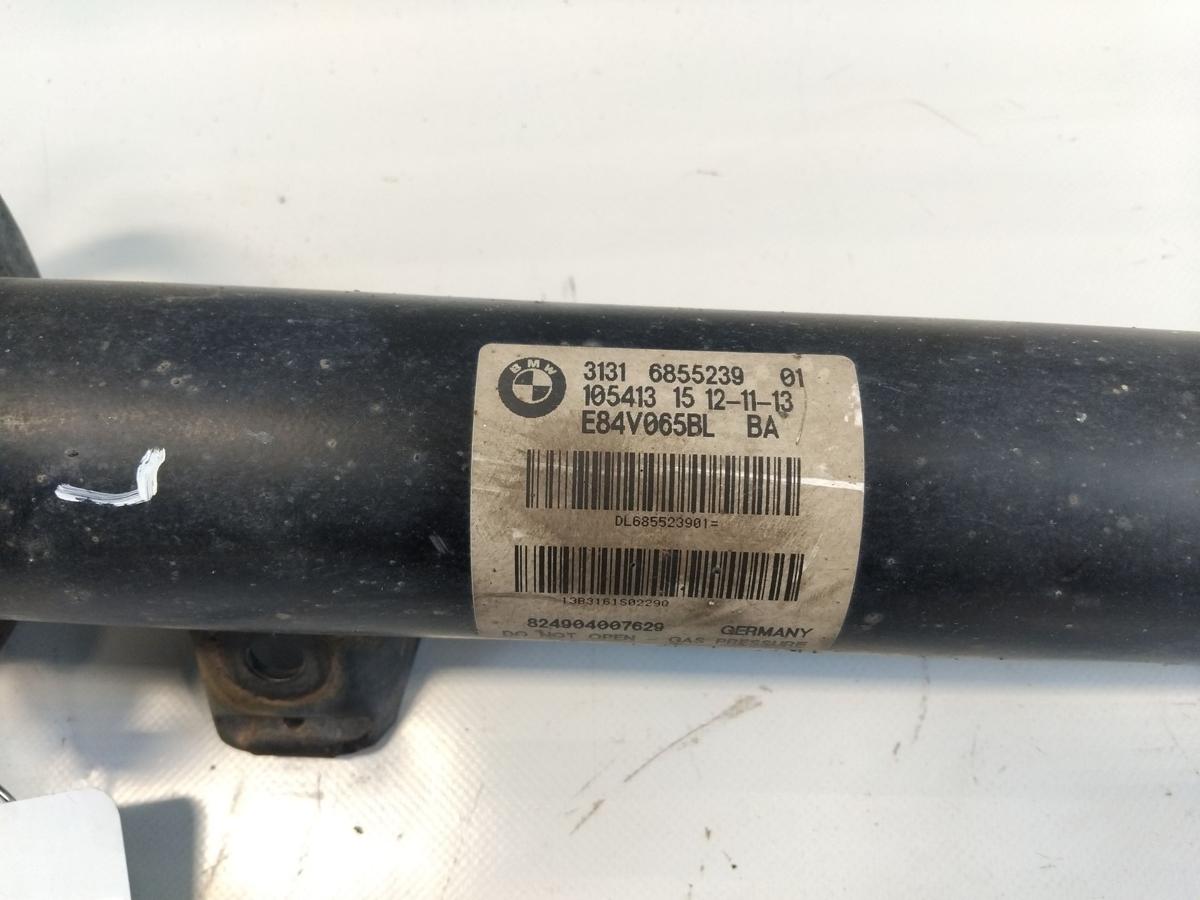 BMW
3131 6855239 01
105413 15 12-11-13
E84V065BL BA
DL685523901=
13B3161S0229Q
824904007629 GERMANY
DO NOT OPEN GAS PRESSURE